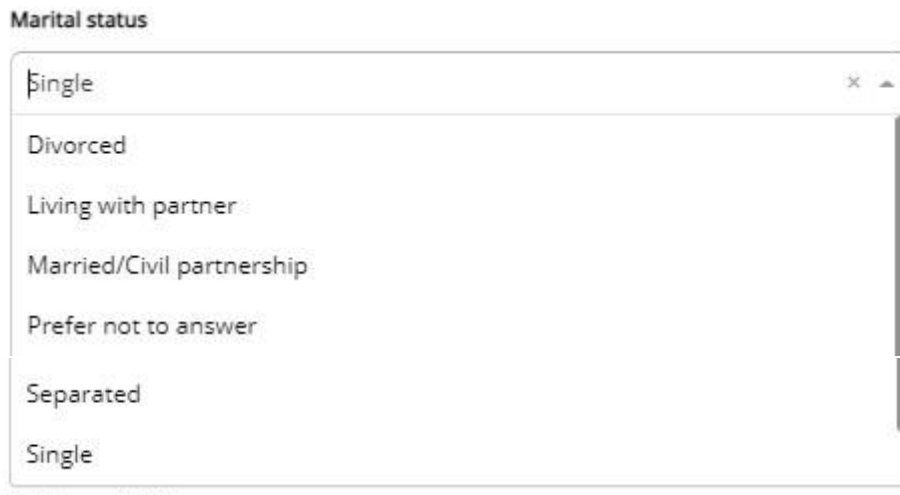 Marital status
Single
Divorced
Living with partner
Married/Civil partnership
Prefer not to answer
Separated
Single